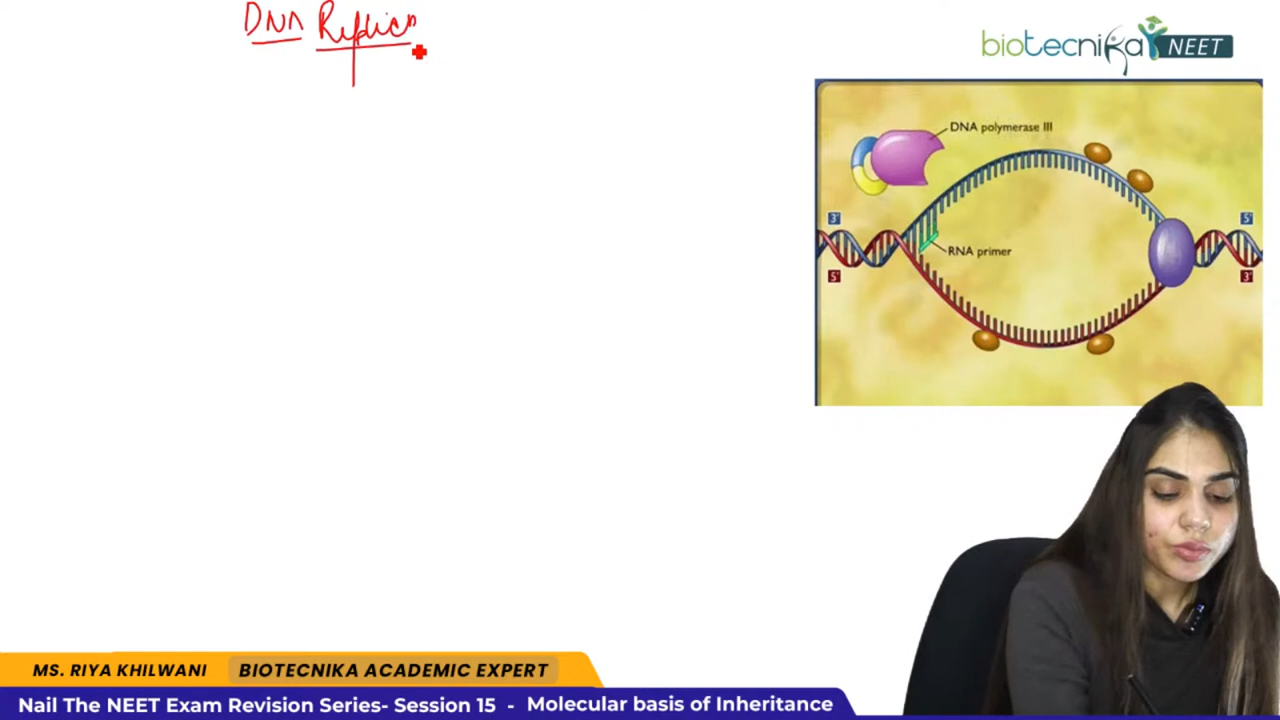 DNA Replicn
biotecnika NEET
DNA polymerase III
3' 5'
RNA primer
5' 3'
MS. RIYA KHILWANI BIOTECNIKA ACADEMIC EXPERT
Nail The NEET Exam Revision Series- Session 15 - Molecular basis of Inheritance